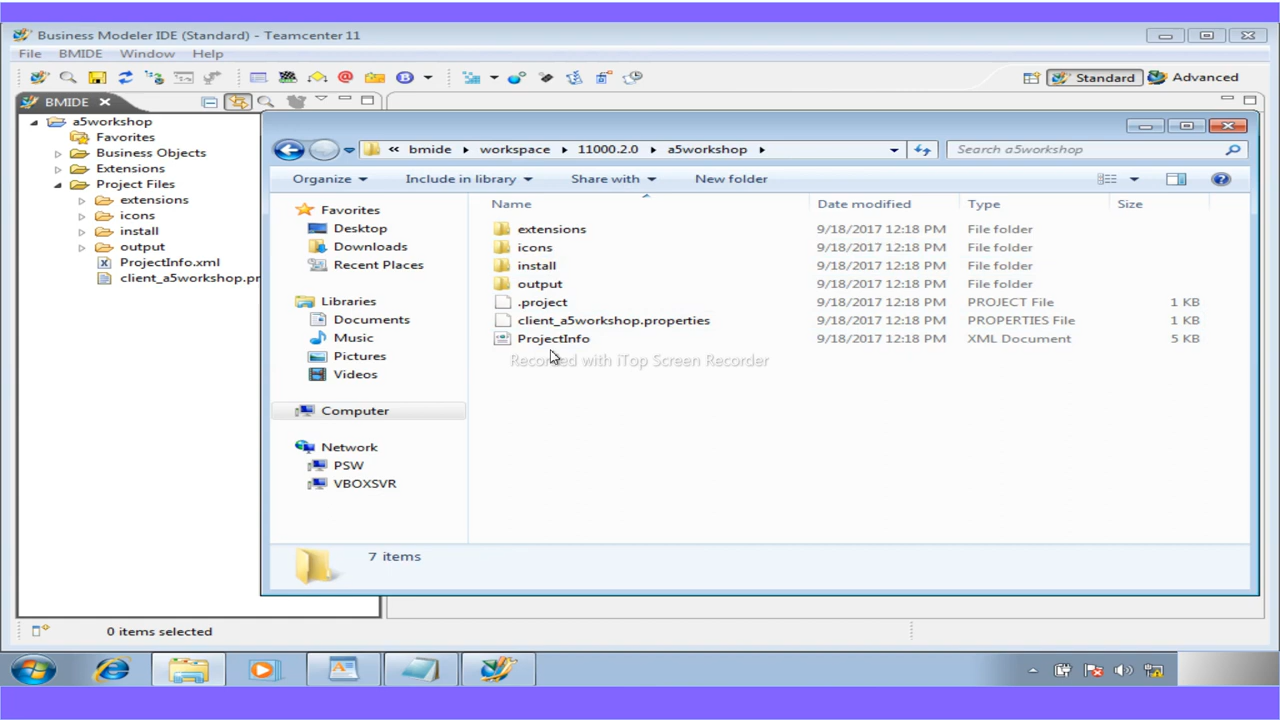 Business Modeler IDE (Standard) - Teamcenter 11
File BMIDE Window Help
Standard Advanced
BMIDE
a5workshop
Favorites
Business Objects
Extensions
Project Files
extensions
icons
install
output
ProjectInfo.xml
client_a5workshop.pr
0 items selected
« bmide workspace 11000.2.0 a5workshop
Search a5workshop
Organize Include in library Share with New folder
Favorites
Desktop
Downloads
Recent Places
Libraries
Documents
Music
Pictures
Videos
Computer
Network
PSW
VBOXSVR
Name Date modified Type Size
extensions 9/18/2017 12:18 PM File folder
icons 9/18/2017 12:18 PM File folder
install 9/18/2017 12:18 PM File folder
output 9/18/2017 12:18 PM File folder
.project 9/18/2017 12:18 PM PROJECT File 1 KB
client_a5workshop.properties 9/18/2017 12:18 PM PROPERTIES File 1 KB
ProjectInfo 9/18/2017 12:18 PM XML Document 5 KB
Recorded with iTop Screen Recorder
7 items